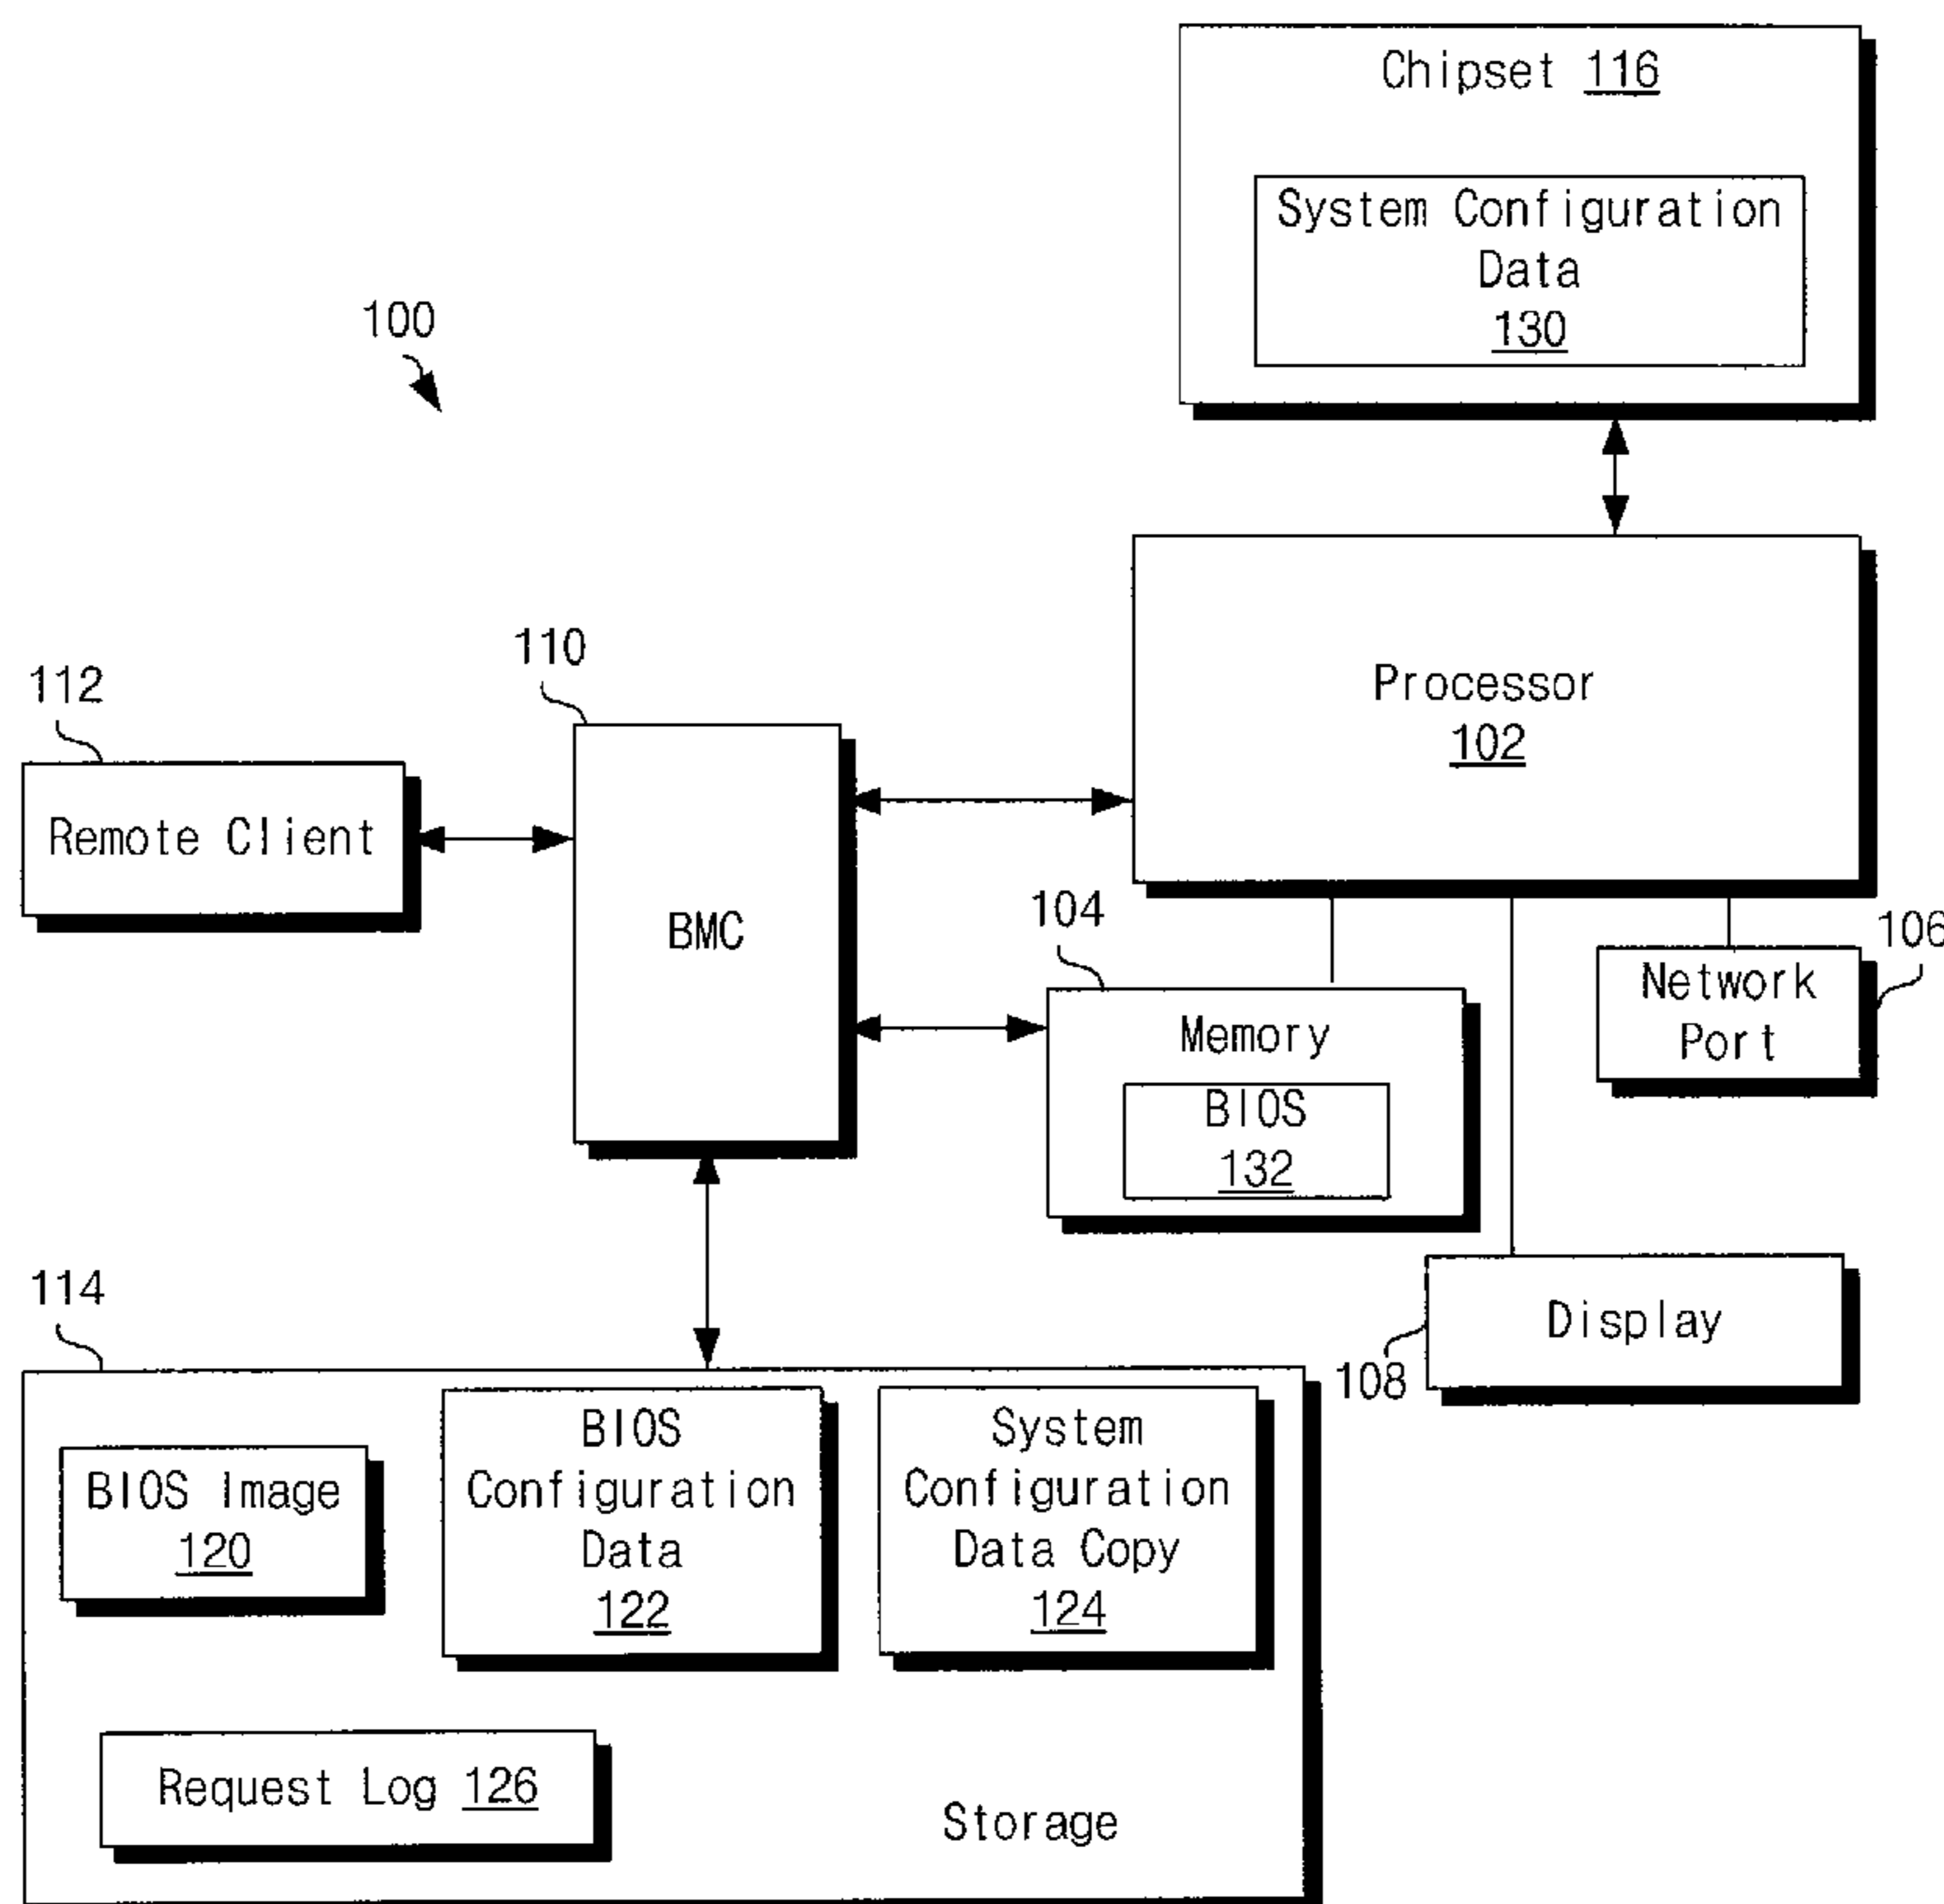 Chipset 116
System Configuration
Data
130
100
Processor
102
110
112
Remote Client
BMC
104
106
Network
Port
Memory
BIOS
132
114
Display
108
BIOS
Configuration
Data
122
System
Configuration
Data Copy
124
BIOS Image
120
Request Log 126
Storage